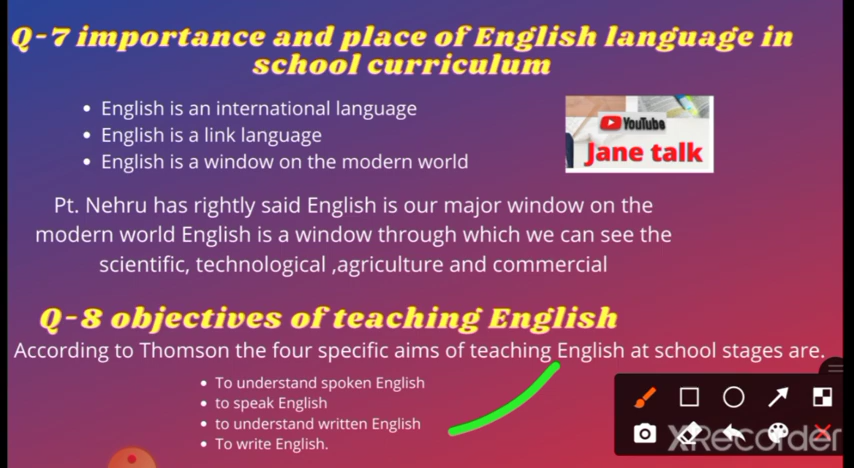 Q-7 importance and place of English language in
school curriculum
• English is an international language
• English is a link language
• English is a window on the modern world
YouTube
Jane talk
Pt. Nehru has rightly said English is our major window on the
modern world English is a window through which we can see the
scientific, technological ,agriculture and commercial
Q-8 objectives of teaching English
According to Thomson the four specific aims of teaching English at school stages are.
• To understand spoken English
• to speak English
• to understand written English
• To write English.
XRecorder